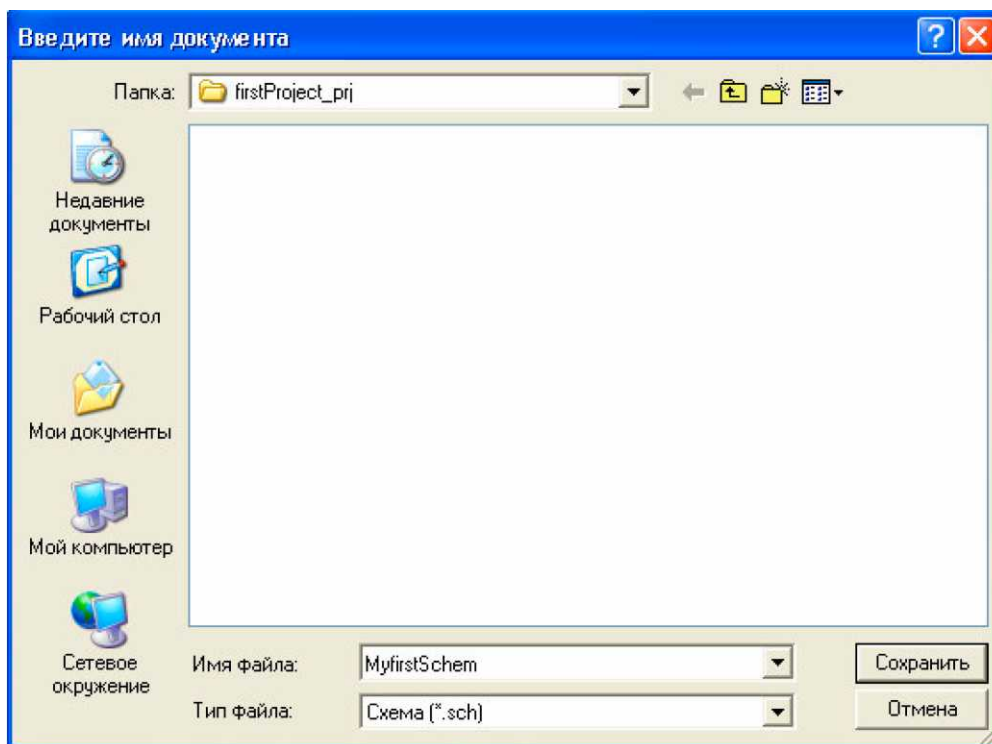 Введите имя документа
Папка:
firstProject_prj
Недавние
документы
Рабочий стол
Мои документы
Мой компьютер
Сетевое
окружение
Имя файла:
MyfirstSchem
Сохранить
Тип файла:
Схема (*.sch)
Отмена